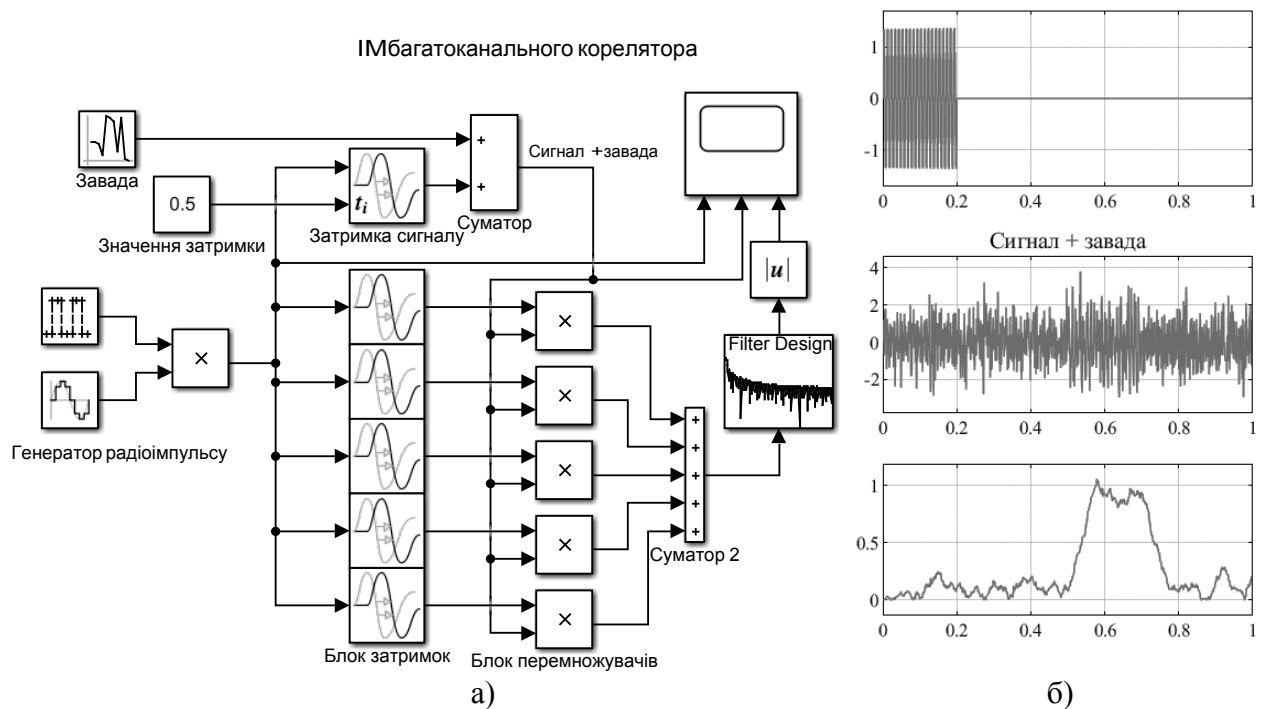 ІМбагатоканального корелятора
Завада
0.5
Значення затримки
t_i
Затримка сигналу
+
+
Суматор
Сигнал +завада
|u|
Filter Design
×
Генератор радіоімпульсу
×
×
×
×
×
+
+
+
+
+
Суматор 2
Блок затримок
Блок перемножувачів
а)
1
0
-1
0 0.2 0.4 0.6 0.8 1
Сигнал + завада
4
2
0
-2
0 0.2 0.4 0.6 0.8 1
1
0.5
0
0 0.2 0.4 0.6 0.8 1
б)